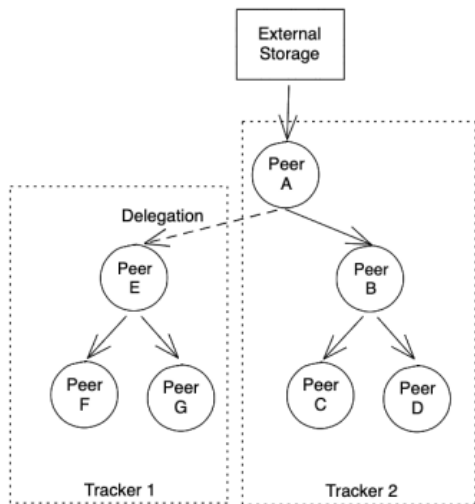 External
Storage
Peer
A
Delegation
Peer
E
Peer
B
Peer
F
Peer
G
Peer
C
Peer
D
Tracker 1
Tracker 2